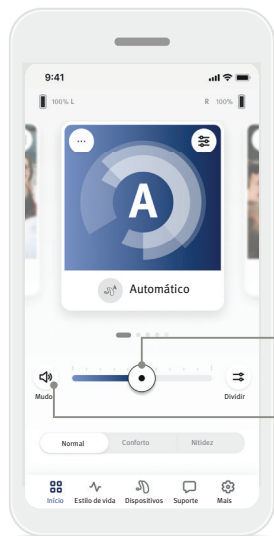 9:41
100% L
R 100%
...
A
A
Automático
Mudo
Dividir
Normal Conforto Nitidez
Início Estilo de vida Dispositivos Suporte Mais